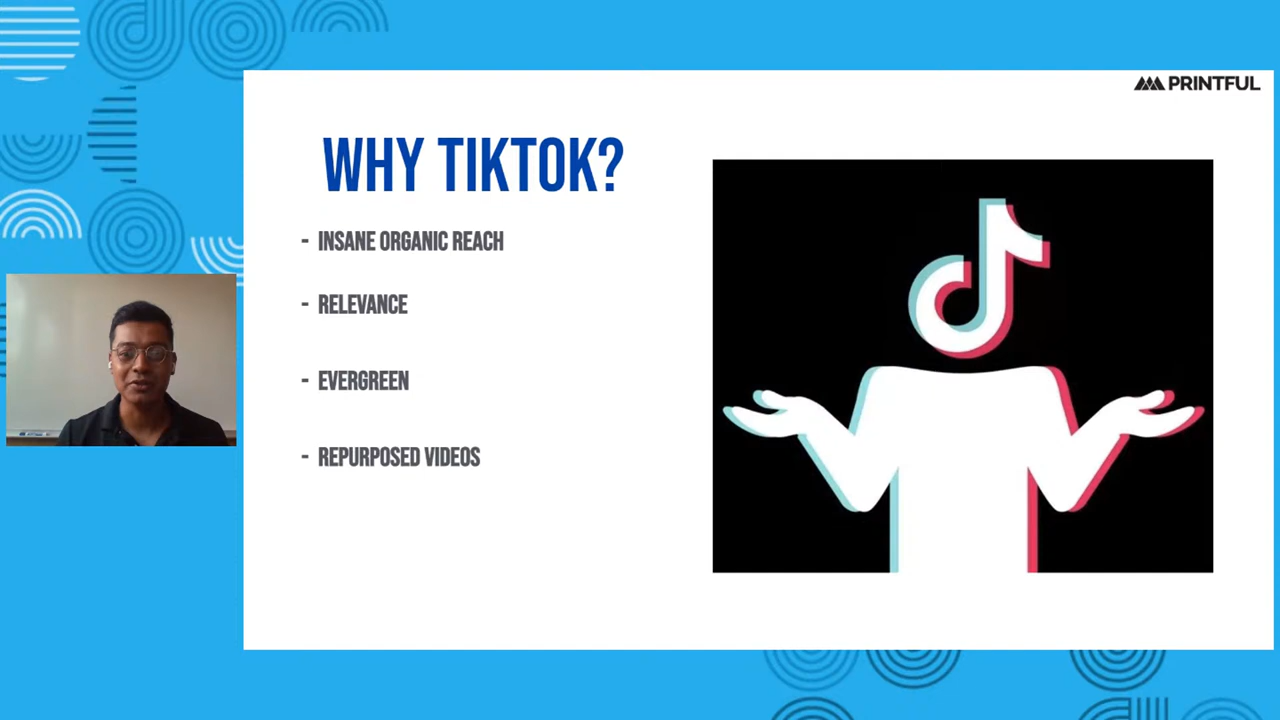 PRINTFUL
WHY TIKTOK?
- INSANE ORGANIC REACH
- RELEVANCE
- EVERGREEN
- REPURPOSED VIDEOS